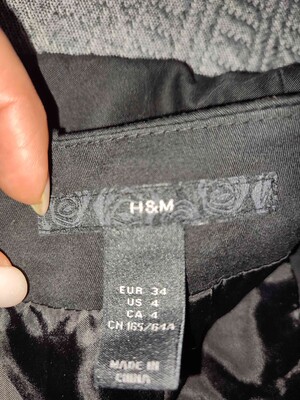 H&M
EUR 34
US 4
CA 4
CN 165/64A
MADE IN
CHINA